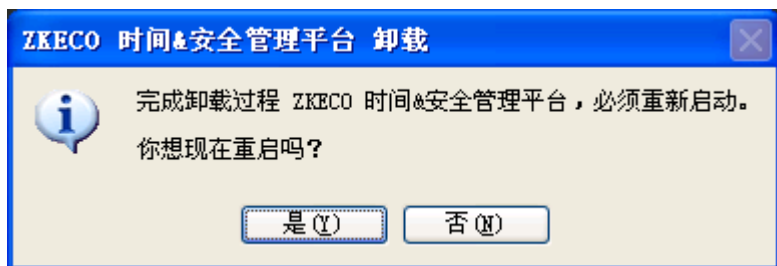 ZKECO 时间&安全管理平台 卸载
完成卸载过程 ZKECO 时间&安全管理平台，必须重新启动。
你想现在重启吗？
是(Y)
否(N)